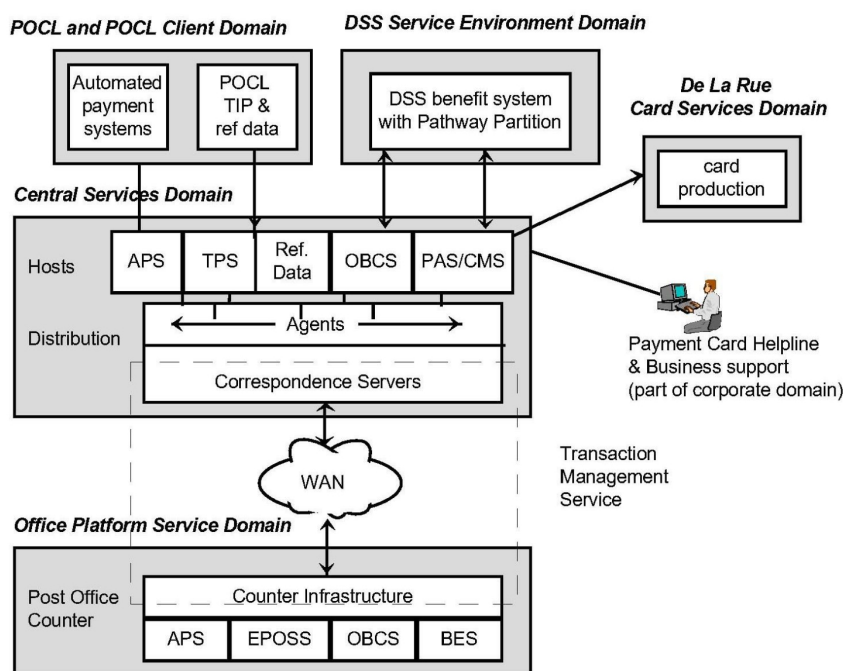 POCL and POCL Client Domain
DSS Service Environment Domain
De La Rue
Card Services Domain
Automated
payment
systems
POCL
TIP &
ref data
DSS benefit system
with Pathway Partition
card
production
Central Services Domain
Hosts
APS
TPS
Ref.
Data
OBCS
PAS/CMS
Distribution
Agents
Correspondence Servers
Payment Card Helpline
& Business support
(part of corporate domain)
WAN
Transaction
Management
Service
Office Platform Service Domain
Post Office
Counter
Counter Infrastructure
APS
EPOSS
OBCS
BES